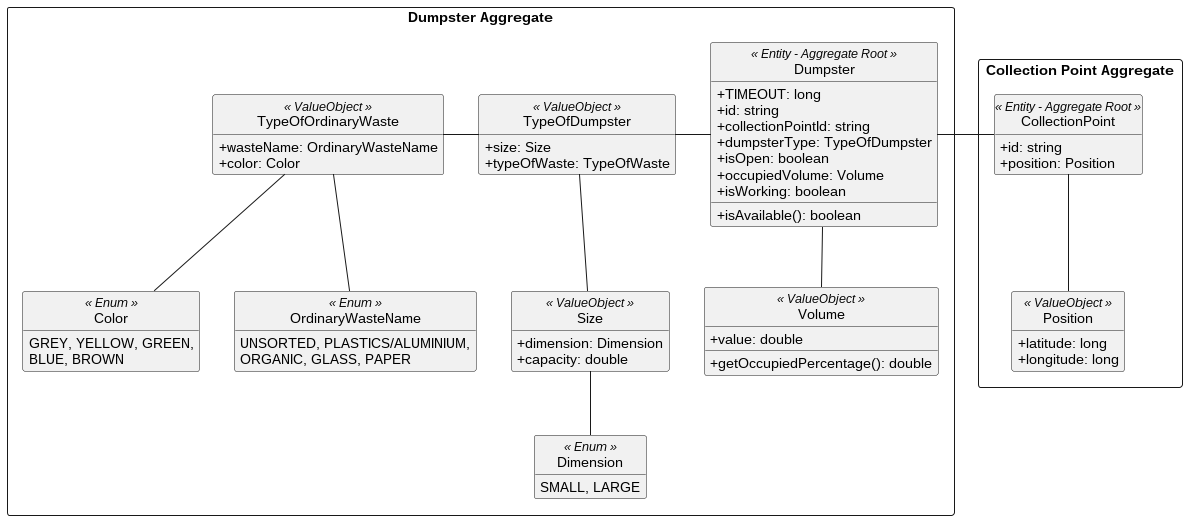 Dumpster Aggregate
« Entity - Aggregate Root »
Dumpster
+TIMEOUT: long
+id: string
+collectionPointId: string
+dumpsterType: TypeOfDumpster
+isOpen: boolean
+occupiedVolume: Volume
+isWorking: boolean
+isAvailable(): boolean
« ValueObject »
TypeOfOrdinaryWaste
+wasteName: OrdinaryWasteName
+color: Color
« ValueObject »
TypeOfDumpster
+size: Size
+typeOfWaste: TypeOfWaste
« Enum »
Color
GREY, YELLOW, GREEN,
BLUE, BROWN
« Enum »
OrdinaryWasteName
UNSORTED, PLASTICS/ALUMINIUM,
ORGANIC, GLASS, PAPER
« ValueObject »
Size
+dimension: Dimension
+capacity: double
« ValueObject »
Volume
+value: double
+getOccupiedPercentage(): double
« Enum »
Dimension
SMALL, LARGE
Collection Point Aggregate
« Entity - Aggregate Root »
CollectionPoint
+id: string
+position: Position
« ValueObject »
Position
+latitude: long
+longitude: long